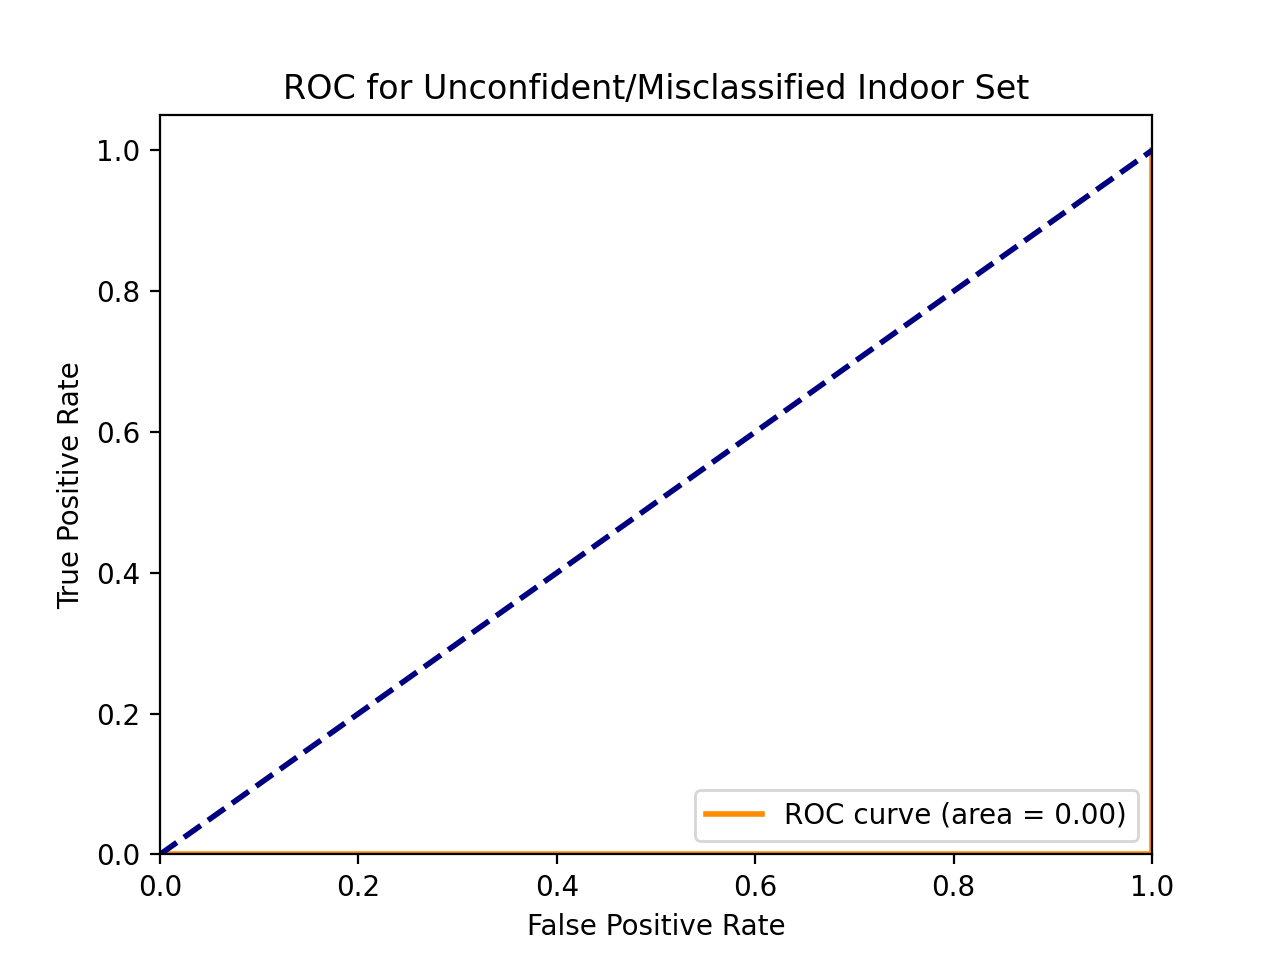 ROC for Unconfident/Misclassified Indoor Set
True Positive Rate
1.0
0.8
0.6
0.4
0.2
0.0
ROC curve (area = 0.00)
0.0 0.2 0.4 0.6 0.8 1.0
False Positive Rate